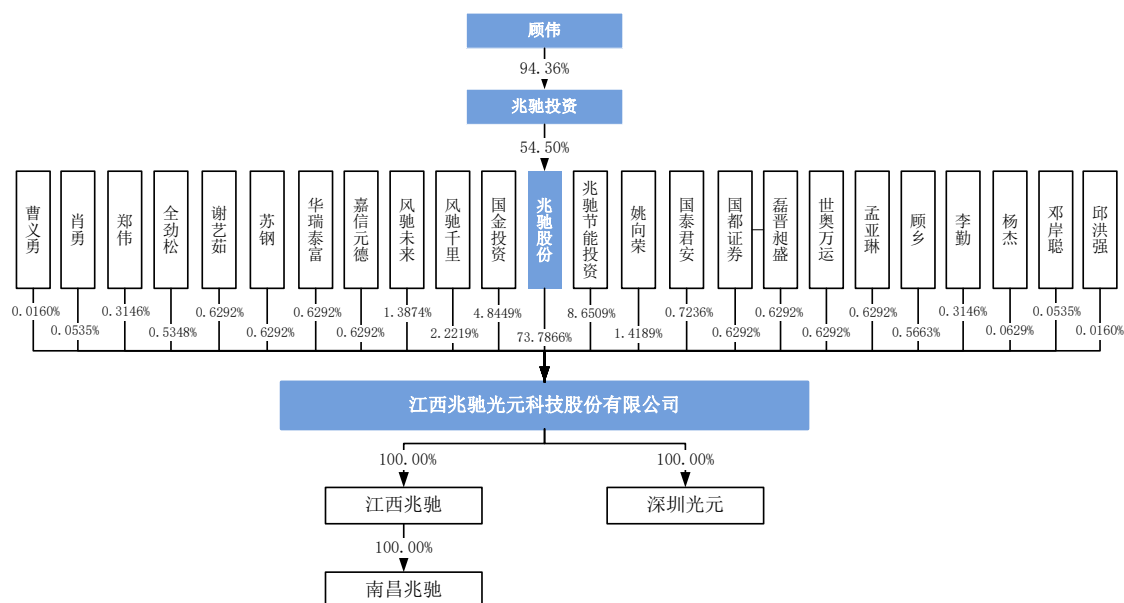 顾伟
94.36%
兆驰投资
54.50%
曹义勇
肖勇
郑伟
全劲松
谢艺茹
苏钢
华瑞泰富
嘉信元德
风驰未来
风驰千里
国金投资
兆驰股份
兆驰节能投资
姚向荣
国泰君安
国都证券
磊晋昶盛
世奥万运
孟亚琳
顾乡
李勤
杨杰
邓岸聪
邱洪强
0.0160%
0.0535%
0.3146%
0.5348%
0.6292%
0.6292%
0.6292%
0.6292%
1.3874%
2.2219%
4.8449%
73.7866%
8.6509%
1.4189%
0.7236%
0.6292%
0.6292%
0.6292%
0.6292%
0.5663%
0.3146%
0.0629%
0.0535%
0.0160%
江西兆驰光元科技股份有限公司
100.00%
100.00%
江西兆驰
深圳光元
100.00%
南昌兆驰